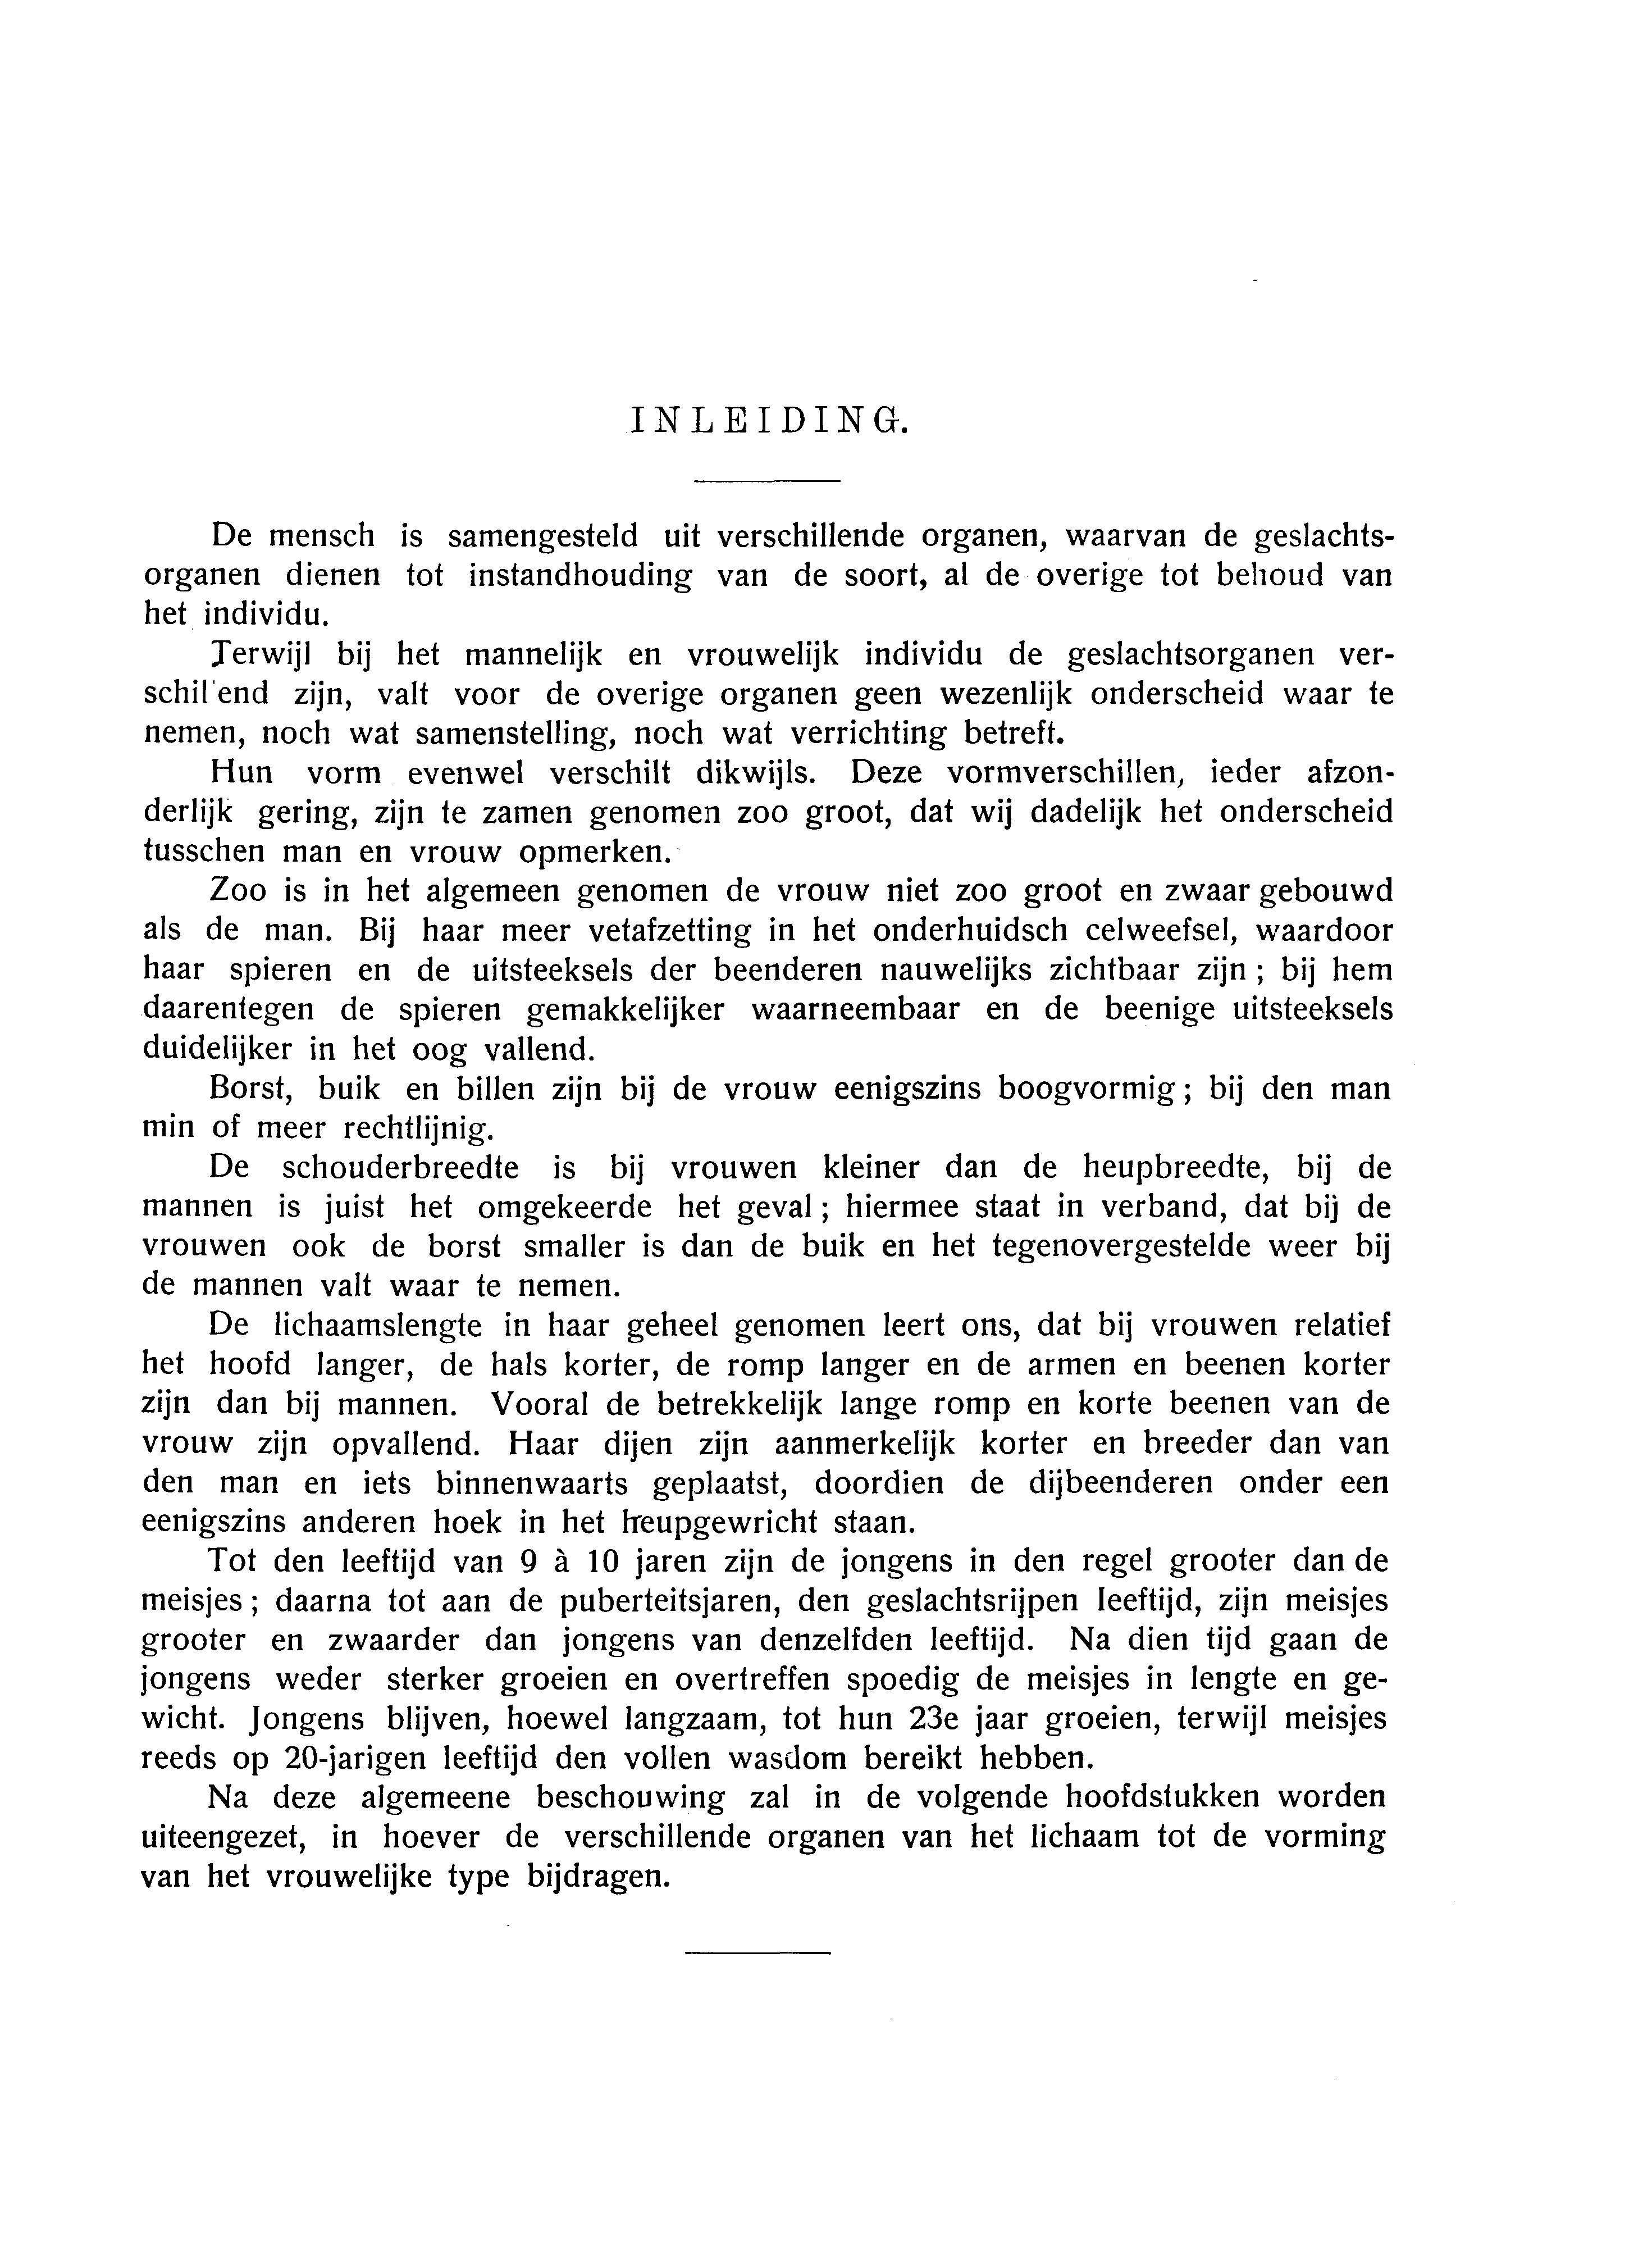 INLEIDING.
De mensch is samengesteld uit verschillende organen, waarvan de geslachts-
organen dienen tot instandhouding van de soort, al de overige tot behoud van
het individu.
Terwijl bij het mannelijk en vrouwelijk individu de geslachtsorganen ver-
schillend zijn, valt voor de overige organen geen wezenlijk onderscheid waar te
nemen, noch wat samenstelling, noch wat verrichting betreft.
Hun vorm evenwel verschilt dikwijls. Deze vormverschillen, ieder afzon-
derlijk gering, zijn te zamen genomen zoo groot, dat wij dadelijk het onderscheid
tusschen man en vrouw opmerken.
Zoo is in het algemeen genomen de vrouw niet zoo groot en zwaar gebouwd
als de man. Bij haar meer vetafzetting in het onderhuidsch celweefsel, waardoor
haar spieren en de uitsteeksels der beenderen nauwelijks zichtbaar zijn; bij hem
daarentegen de spieren gemakkelijker waarneembaar en de beenige uitsteeksels
duidelijker in het oog vallend.
Borst, buik en billen zijn bij de vrouw eenigszins boogvormig; bij den man
min of meer rechtlijnig.
De schouderbreedte is bij vrouwen kleiner dan de heupbreedte, bij de
mannen is juist het omgekeerde het geval; hiermee staat in verband, dat bij de
vrouwen ook de borst smaller is dan de buik en het tegenovergestelde weer bij
de mannen valt waar te nemen.
De lichaamslengte in haar geheel genomen leert ons, dat bij vrouwen relatief
het hoofd langer, de hals korter, de romp langer en de armen en beenen korter
zijn dan bij mannen. Vooral de betrekkelijk lange romp en korte beenen van de
vrouw zijn opvallend. Haar dijen zijn aanmerkelijk korter en breeder dan van
den man en iets binnenwaarts geplaatst, doordien de dijbeenderen onder een
eenigszins anderen hoek in het heupgewricht staan.
Tot den leeftijd van 9 à 10 jaren zijn de jongens in den regel grooter dan de
meisjes; daarna tot aan de puberteitsjaren, den geslachtsrijpen leeftijd, zijn meisjes
grooter en zwaarder dan jongens van denzelfden leeftijd. Na dien tijd gaan de
jongens weder sterker groeien en overtreffen spoedig de meisjes in lengte en ge-
wicht. Jongens blijven, hoewel langzaam, tot hun 23e jaar groeien, terwijl meisjes
reeds op 20-jarigen leeftijd den vollen wasdom bereikt hebben.
Na deze algemeene beschouwing zal in de volgende hoofdstukken worden
uiteengezet, in hoever de verschillende organen van het lichaam tot de vorming
van het vrouwelijke type bijdragen.